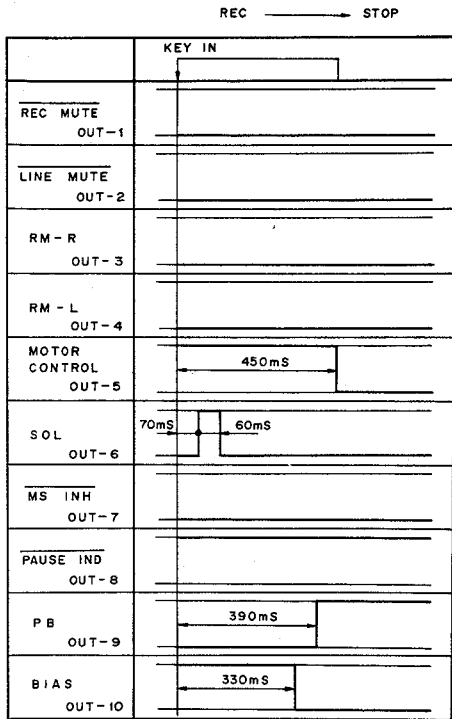 REC ⟶ STOP
KEY IN
REC MUTE
OUT-1
LINE MUTE
OUT-2
RM-R
OUT-3
RM-L
OUT-4
MOTOR
CONTROL
450mS
OUT-5
70mS
60mS
SOL
OUT-6
MS INH
OUT-7
PAUSE IND
OUT-8
390mS
PB
OUT-9
330mS
BIAS
OUT-10